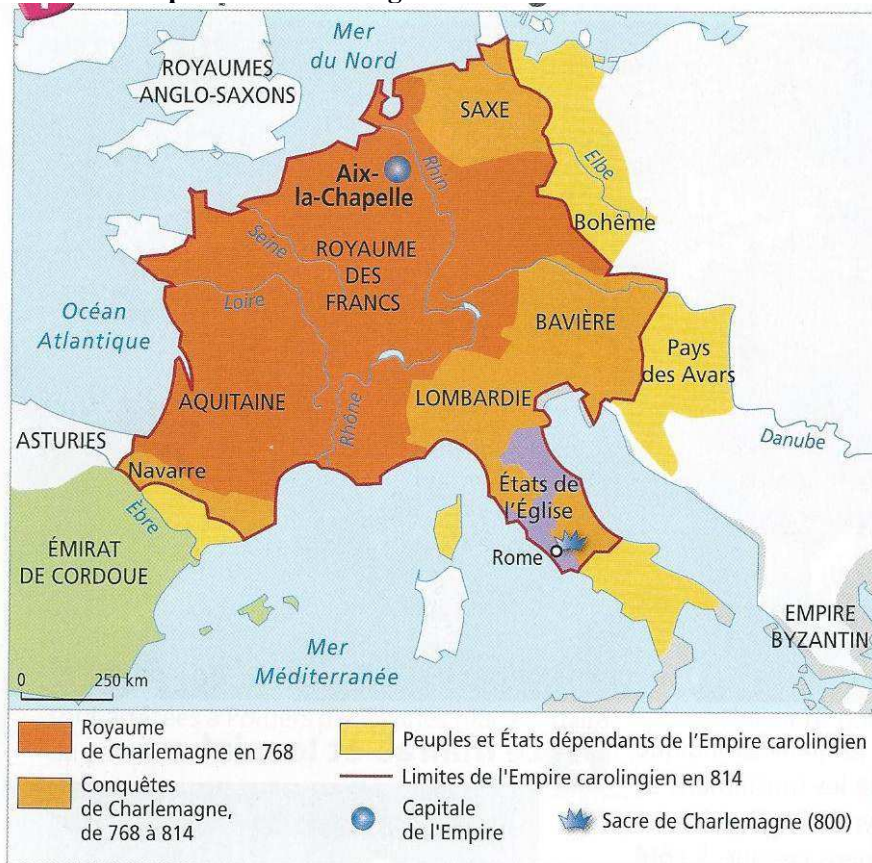 Mer
du Nord
ROYAUMES
ANGLO-SAXONS
SAXE
Elbe
Rhin
Aix-
la-Chapelle
Bohême
Seine
ROYAUME
DES
FRANCS
Océan
Atlantique
Loire
BAVIÈRE
Pays
des Avars
AQUITAINE
LOMBARDIE
Rhône
Danube
ASTURIES
Navarre
États de
l'Église
Èbre
ÉMIRAT
DE CORDOUE
Rome
EMPIRE
BYZANTIN
Mer
Méditerranée
0 250 km
Royaume
de Charlemagne en 768
Conquêtes
de Charlemagne,
de 768 à 814
Peuples et États dépendants de l'Empire carolingien
Limites de l'Empire carolingien en 814
Capitale
de l'Empire
Sacre de Charlemagne (800)